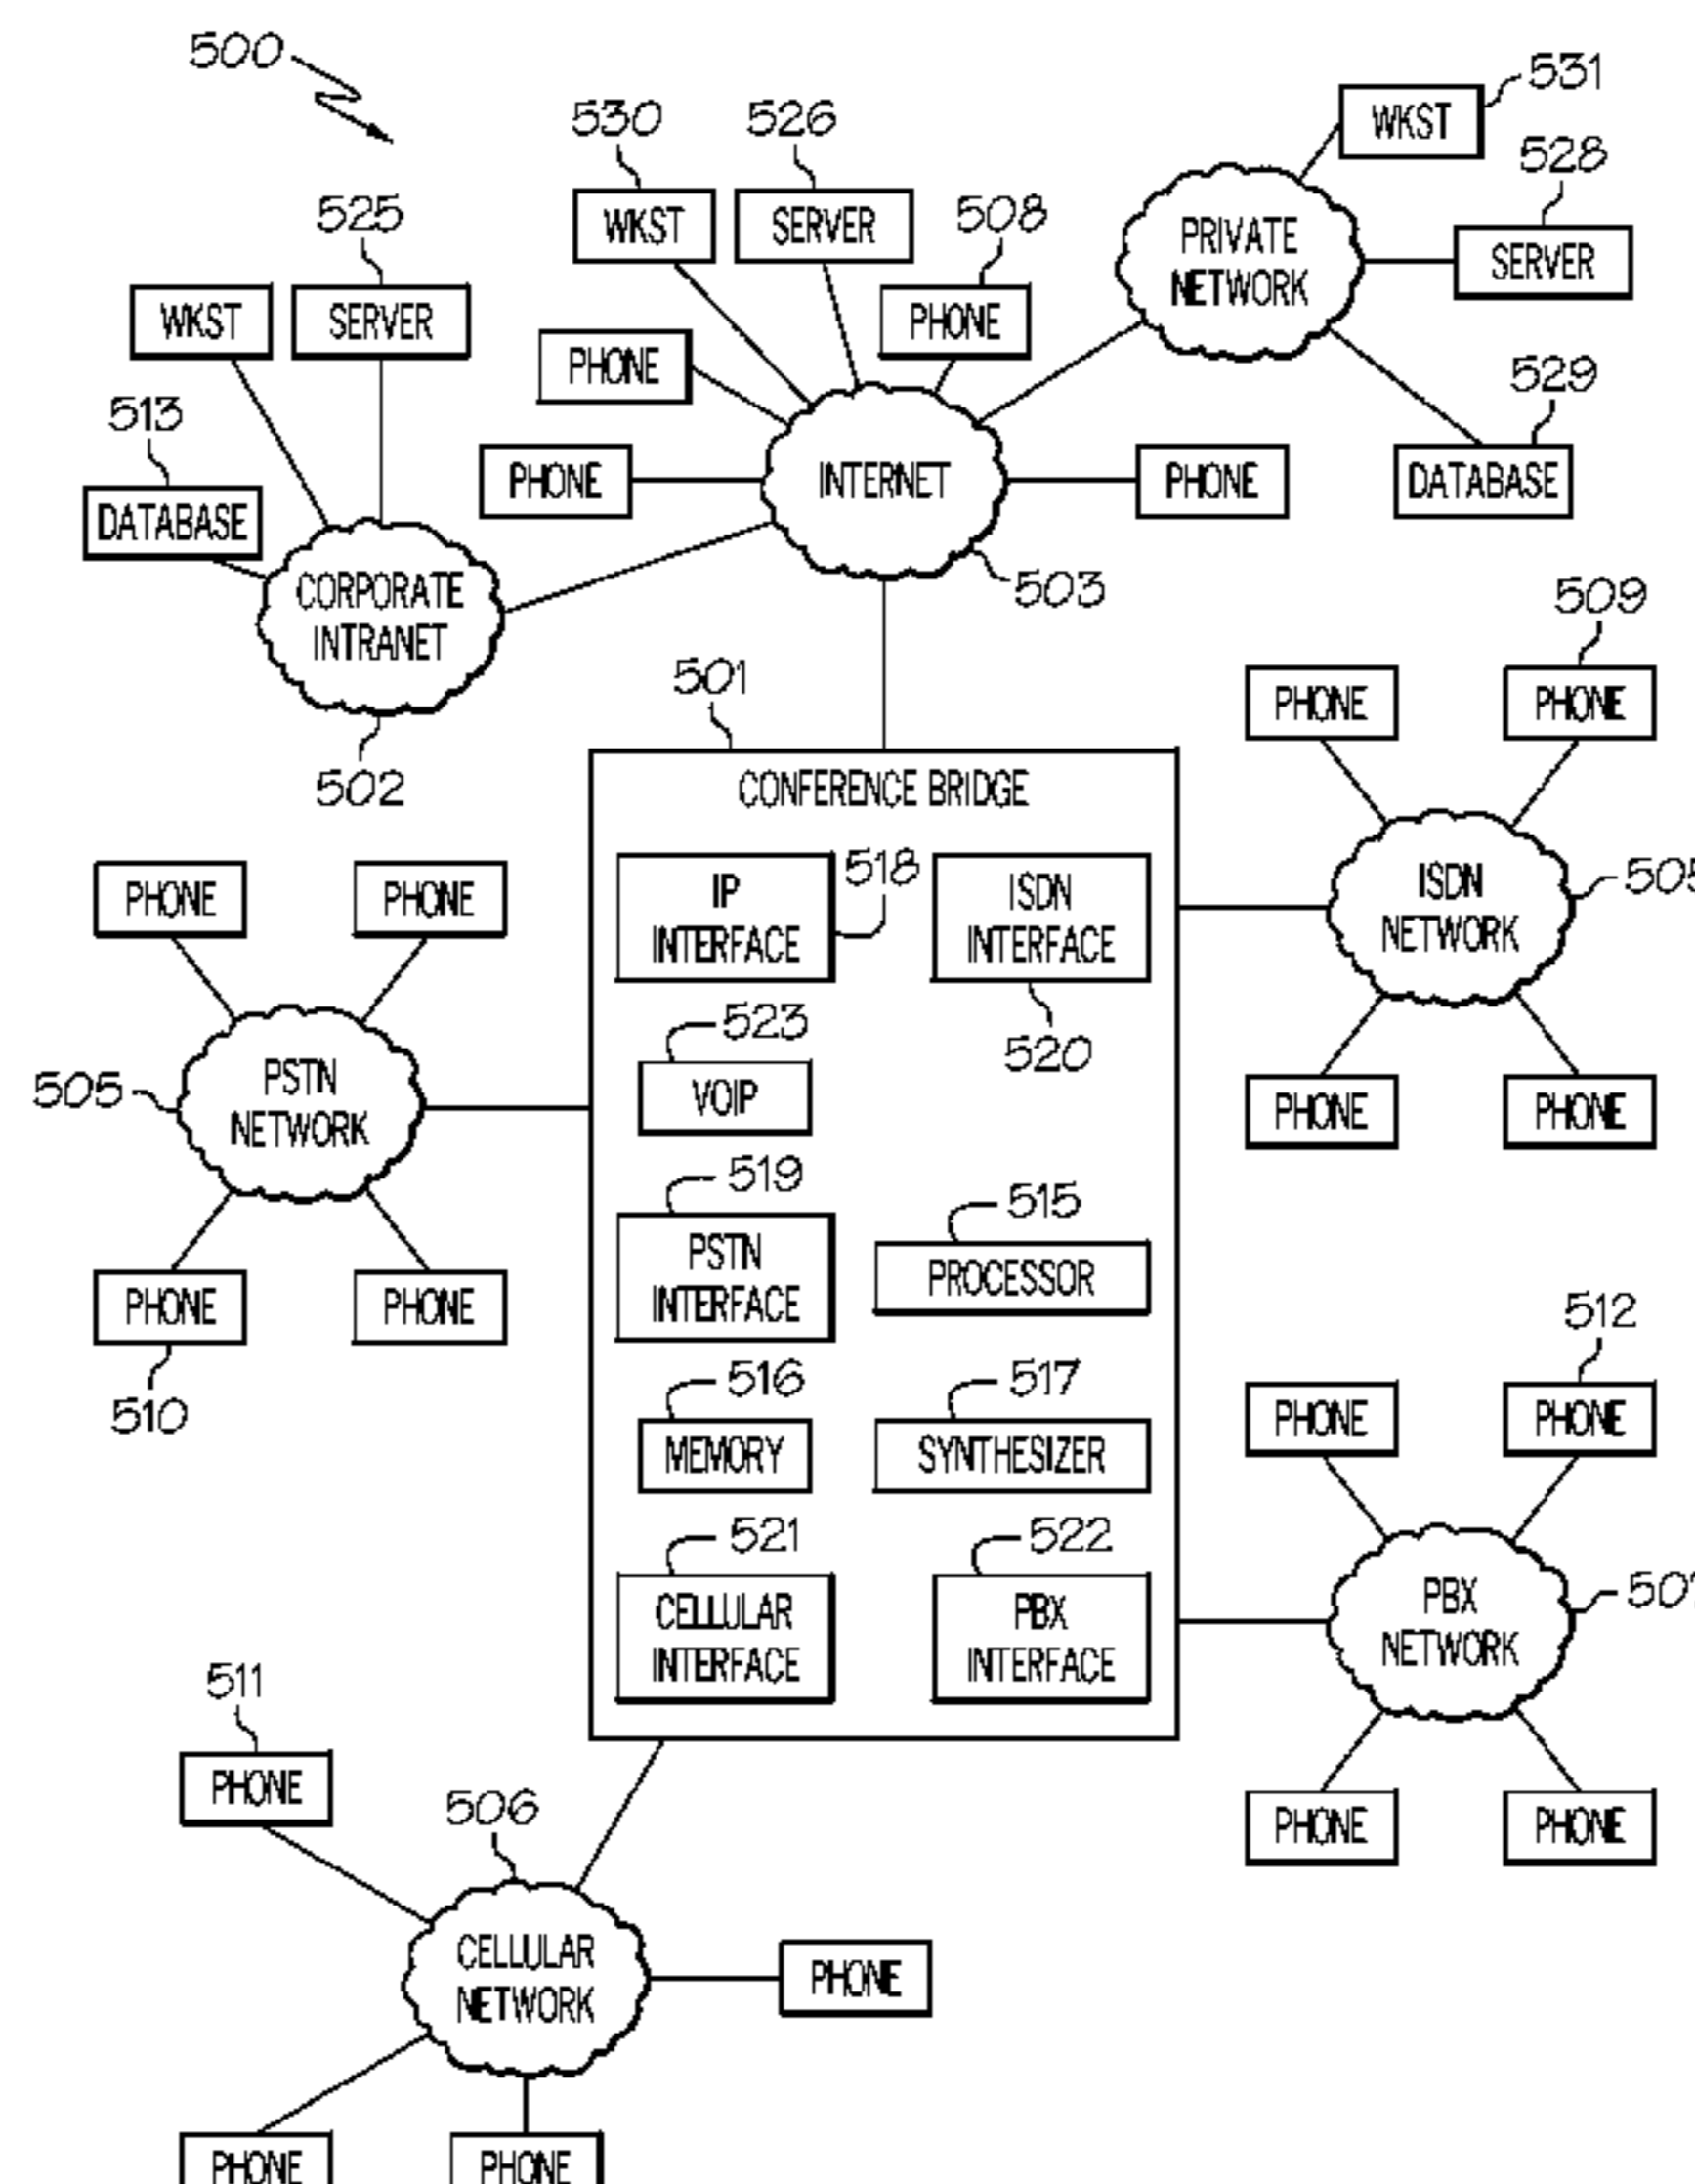 500
531
WKST
530
526
528
525
508
WKST
SERVER
PRIVATE
NETWORK
SERVER
WKST
SERVER
PHONE
PHONE
529
513
PHONE
INTERNET
PHONE
DATABASE
DATABASE
CORPORATE
INTRANET
503
509
501
PHONE
PHONE
502
CONFERENCE BRIDGE
PHONE
PHONE
IP
INTERFACE
518
ISDN
INTERFACE
ISDN
NETWORK
505
523
520
505
PSTN
NETWORK
VOIP
PHONE
PHONE
519
515
PSTN
INTERFACE
PROCESSOR
PHONE
PHONE
512
510
516
517
PHONE
PHONE
MEMORY
SYNTHESIZER
521
522
CELLULAR
INTERFACE
PBX
INTERFACE
PBX
NETWORK
511
PHONE
506
PHONE
PHONE
CELLULAR
NETWORK
PHONE
PHONE
PHONE